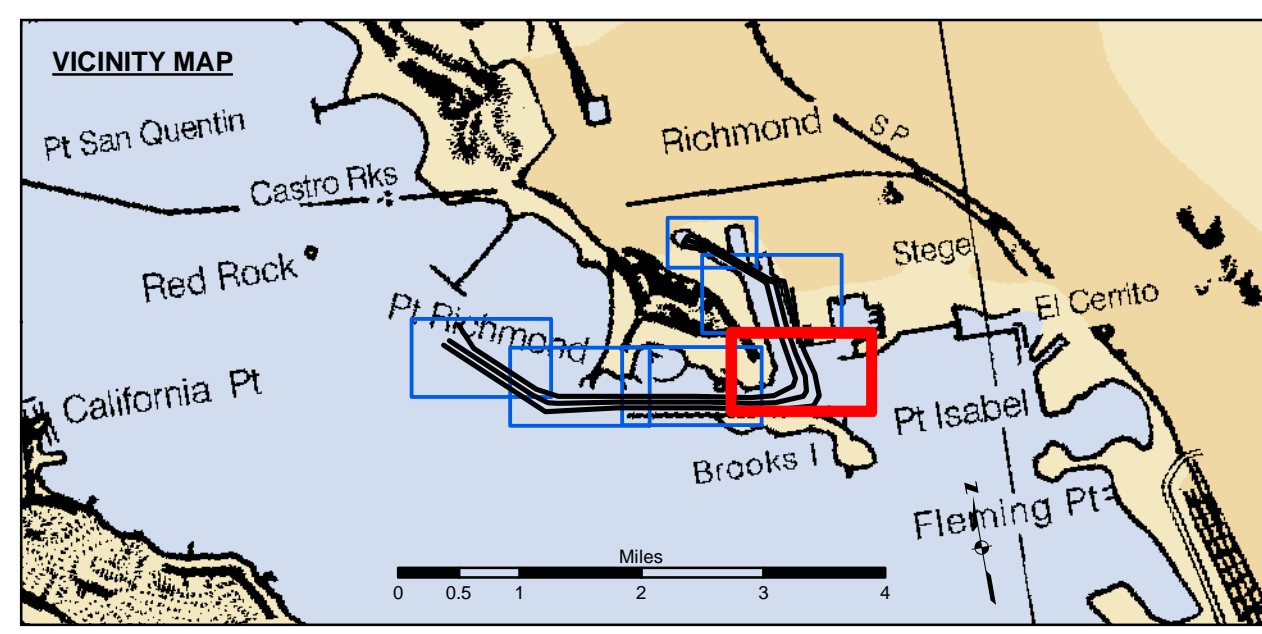 VICINITY MAP
Pt San Quentin
Richmond
S P
Castro Rks
Stege
Red Rock
El Cerrito
Pt Richmond
California Pt
Pt Isabel
Brooks I
N
Fleming Pt
Miles
0 0.5 1 2 3 4